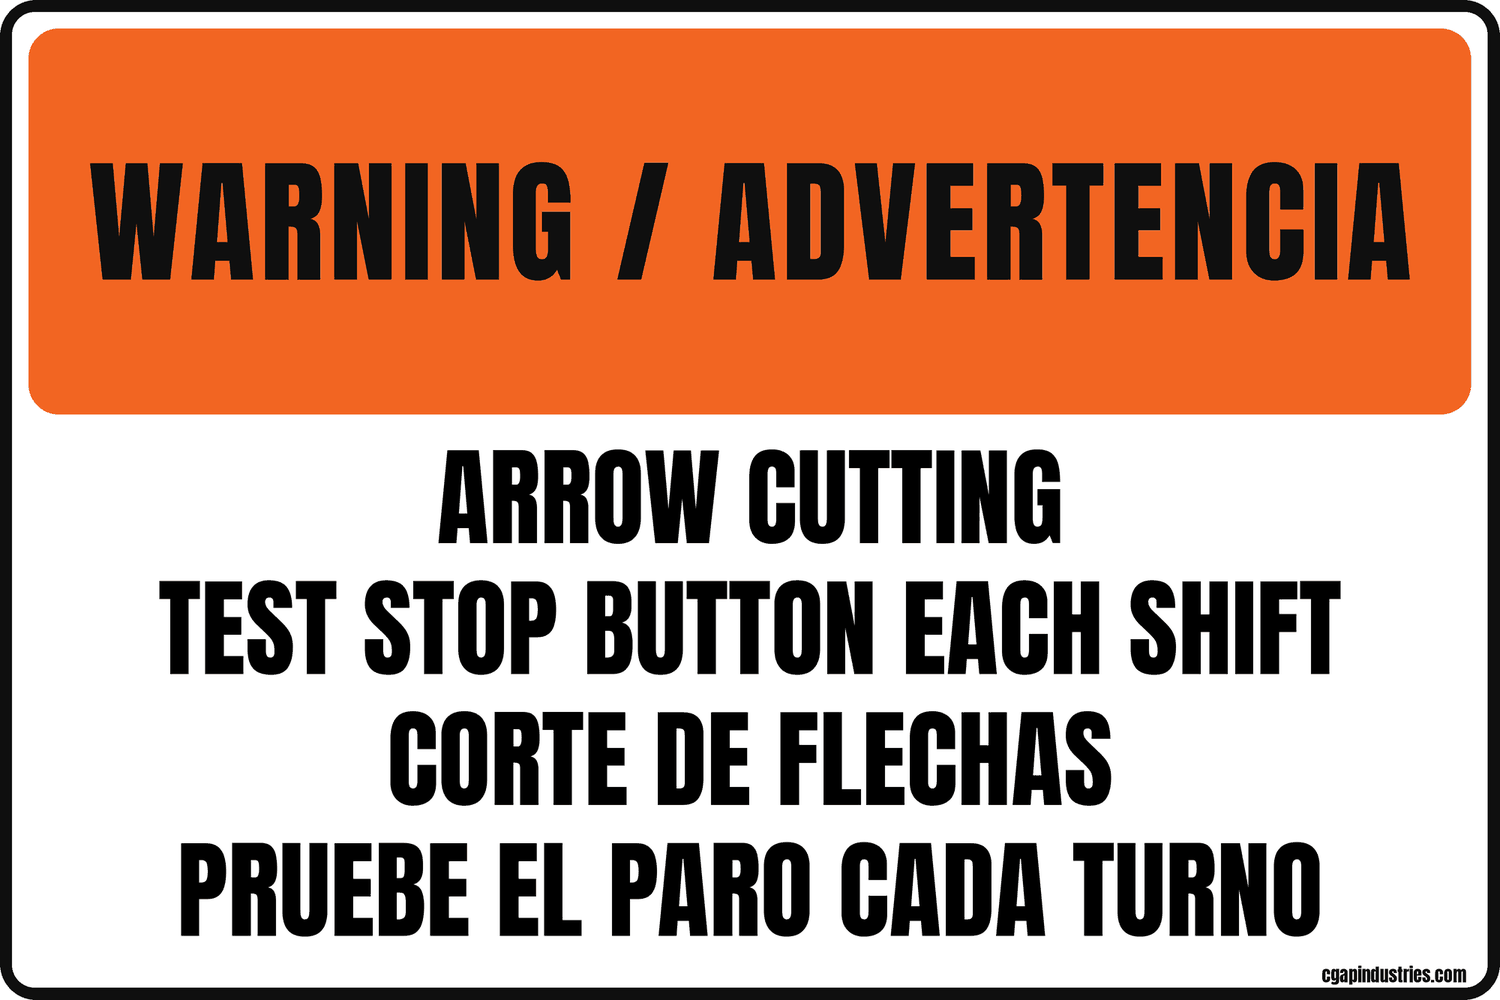 WARNING / ADVERTENCIA
ARROW CUTTING
TEST STOP BUTTON EACH SHIFT
CORTE DE FLECHAS
PRUEBE EL PARO CADA TURNO
cgapindustries.com